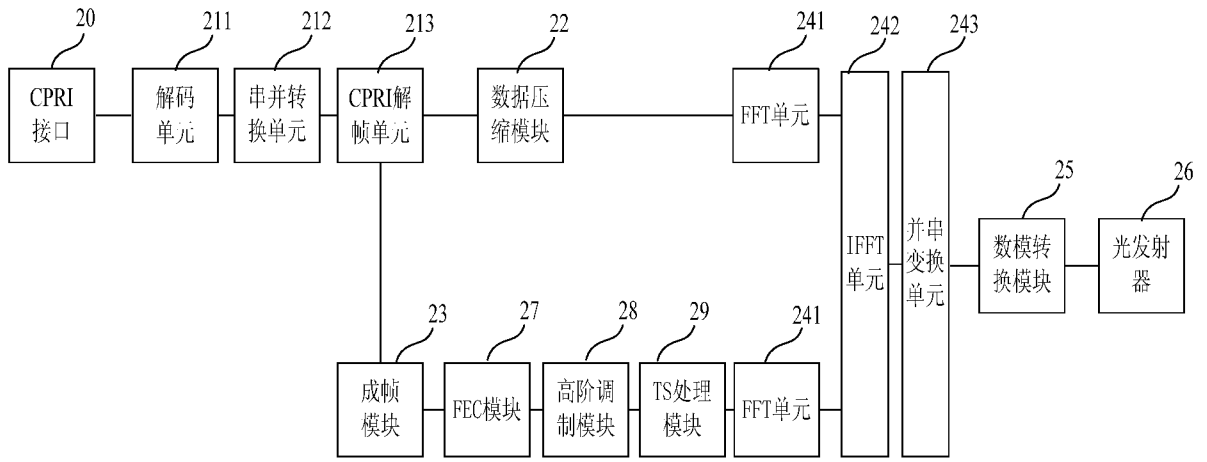 20
211
212
213
22
241
242
243
CPRI
接口
解码
单元
串并转
换单元
CPRI解
帧单元
数据压
缩模块
FFT单元
IFFT
单元
并串
变换
单元
25
26
数模转
换模块
光发射
器
23
27
28
29
241
成帧
模块
FEC模块
高阶调
制模块
TS处理
模块
FFT单元